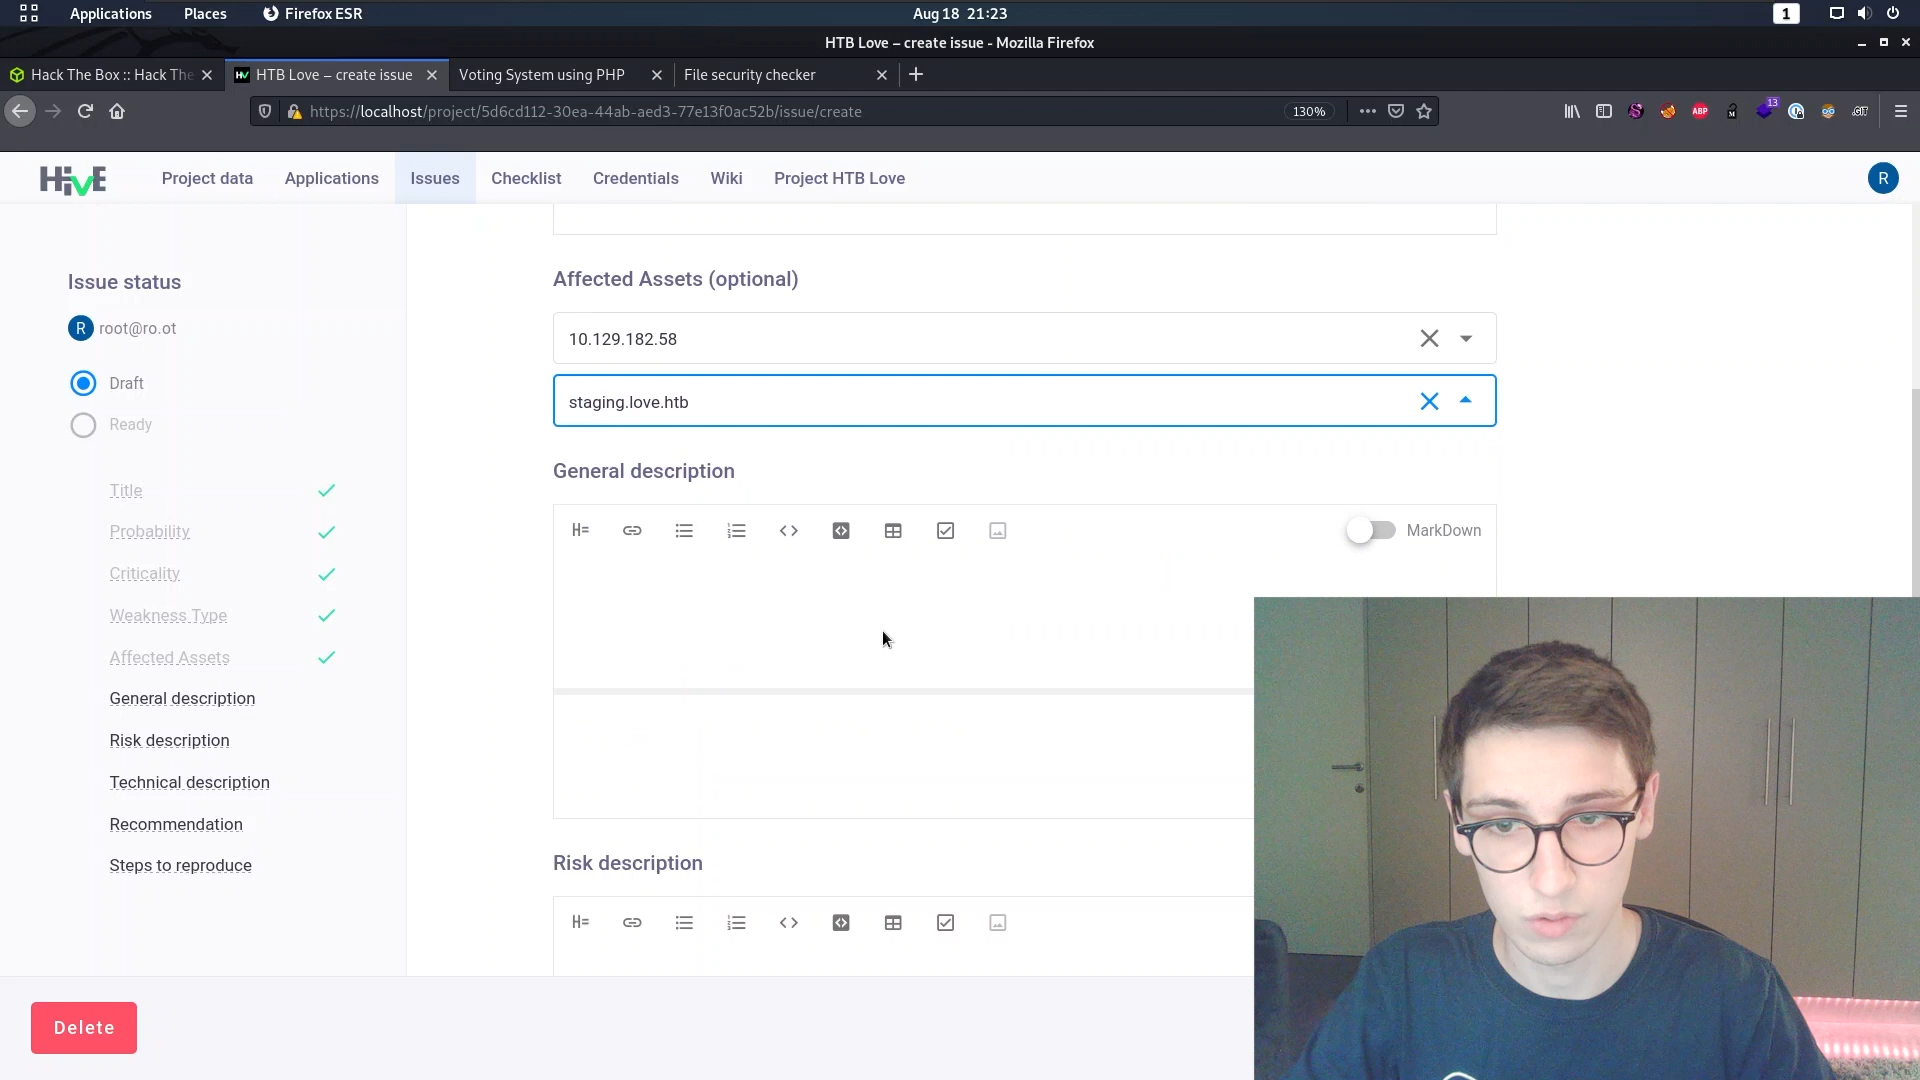 Applications Places Firefox ESR Aug 18 21:23 1
HTB Love – create issue - Mozilla Firefox
Hack The Box :: Hack The HTB Love – create issue Voting System using PHP File security checker
https://localhost/project/5d6cd112-30ea-44ab-aed3-77e13f0ac52b/issue/create 130% ABP M 13 .GIT
HiVE Project data Applications Issues Checklist Credentials Wiki Project HTB Love R
Issue status
R root@ro.ot
Draft
Ready
Title
Probability
Criticality
Weakness Type
Affected Assets
General description
Risk description
Technical description
Recommendation
Steps to reproduce
Delete
Affected Assets (optional)
10.129.182.58
staging.love.htb
General description
H= MarkDown
Risk description
H=